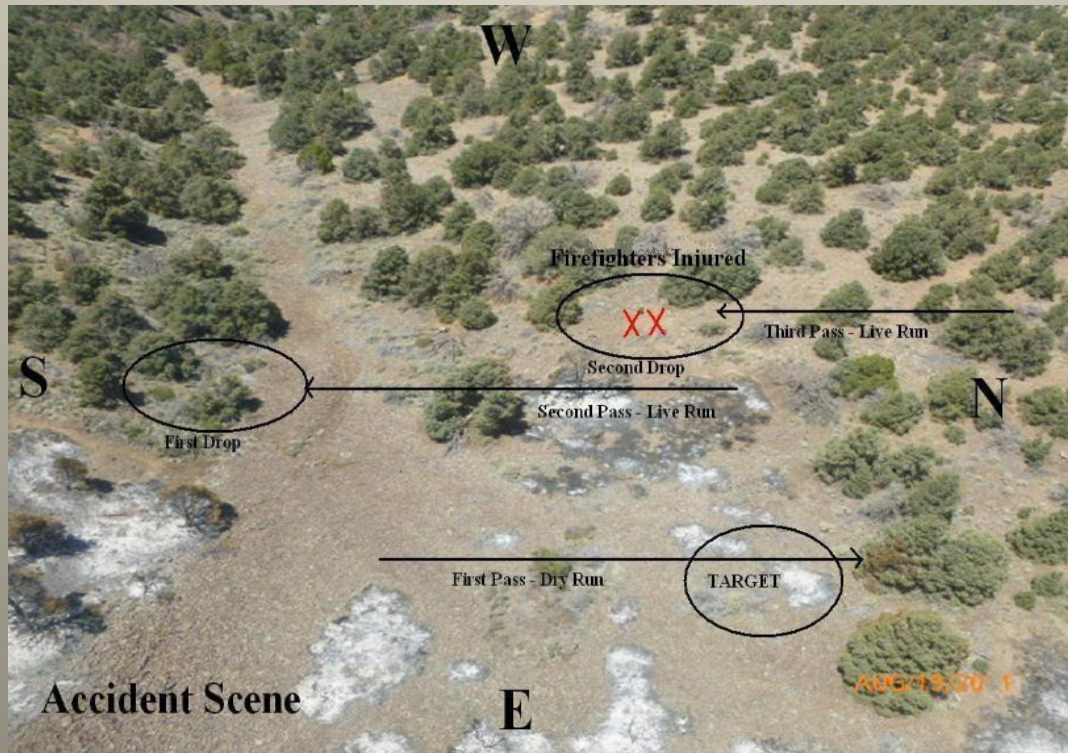 W
Firefighters Injured
XX
Third Pass - Live Run
Second Drop
S
N
Second Pass - Live Run
First Drop
First Pass - Dry Run
TARGET
Accident Scene
E